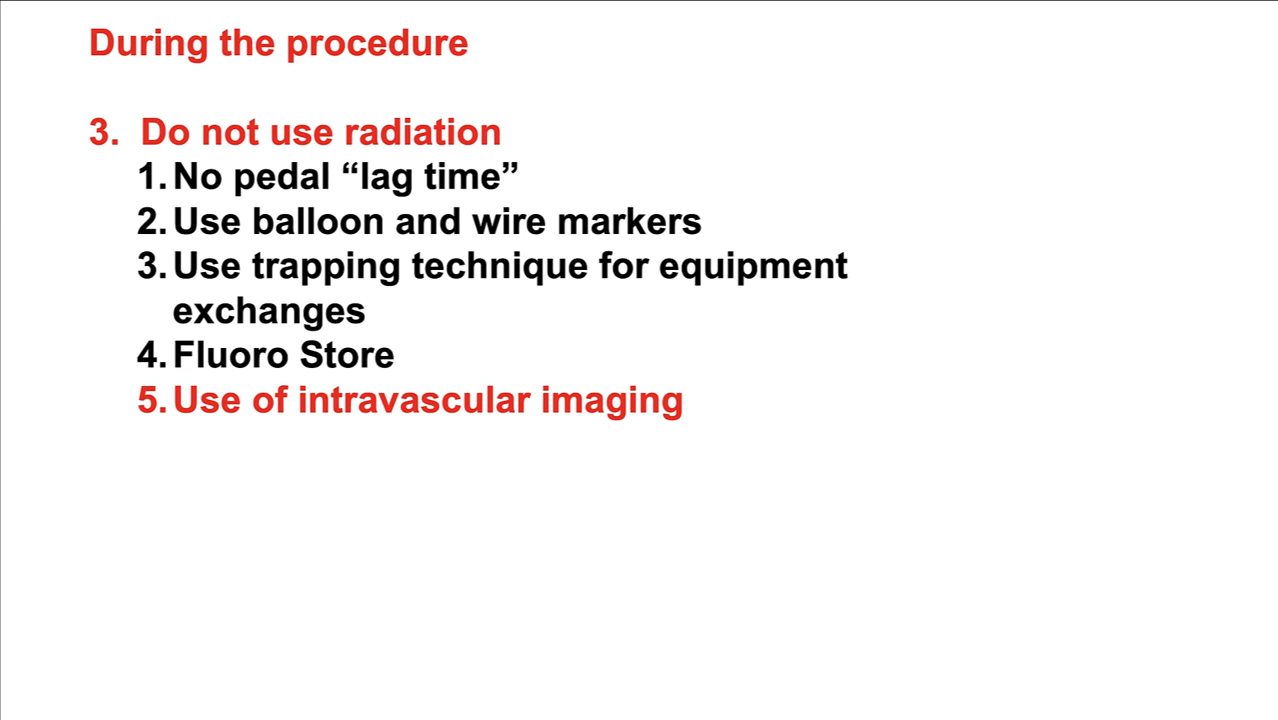 During the procedure
3. Do not use radiation
1. No pedal “lag time”
2. Use balloon and wire markers
3. Use trapping technique for equipment
exchanges
4. Fluoro Store
5. Use of intravascular imaging